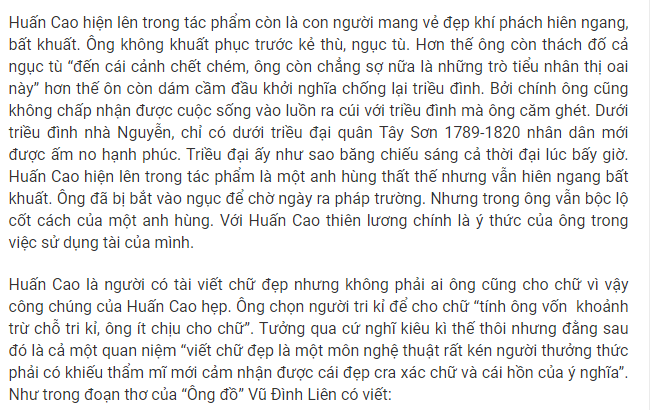 Huấn Cao hiện lên trong tác phẩm còn là con người mang vẻ đẹp khí phách hiên ngang,
bất khuất. Ông không khuất phục trước kẻ thù, ngục tù. Hơn thế ông còn thách đố cả
ngục tù “đến cái cảnh chết chém, ông còn chẳng sợ nữa là những trò tiểu nhân thị oai
này” hơn thế ôn còn dám cầm đầu khởi nghĩa chống lại triều đình. Bởi chính ông cũng
không chấp nhận được cuộc sống vào luồn ra cúi với triều đình mà ông căm ghét. Dưới
triều đình nhà Nguyễn, chỉ có dưới triều đại quân Tây Sơn 1789-1820 nhân dân mới
được ấm no hạnh phúc. Triều đại ấy như sao băng chiếu sáng cả thời đại lúc bấy giờ.
Huấn Cao hiện lên trong tác phẩm là một anh hùng thất thế nhưng vẫn hiên ngang bất
khuất. Ông đã bị bắt vào ngục để chờ ngày ra pháp trường. Nhưng trong ông vẫn bộc lộ
cốt cách của một anh hùng. Với Huấn Cao thiên lương chính là ý thức của ông trong
việc sử dụng tài của mình.
Huấn Cao là người có tài viết chữ đẹp nhưng không phải ai ông cũng cho chữ vì vậy
công chúng của Huấn Cao hẹp. Ông chọn người tri kỉ để cho chữ “tính ông vốn khoảnh
trừ chỗ tri kỉ, ông ít chịu cho chữ”. Tưởng qua cứ nghĩ kiêu kì thế thôi nhưng đằng sau
đó là cả một quan niệm “viết chữ đẹp là một môn nghệ thuật rất kén người thưởng thức
phải có khiếu thẩm mĩ mới cảm nhận được cái đẹp cra xác chữ và cái hồn của ý nghĩa”.
Như trong đoạn thơ của “Ông đồ” Vũ Đình Liên có viết: